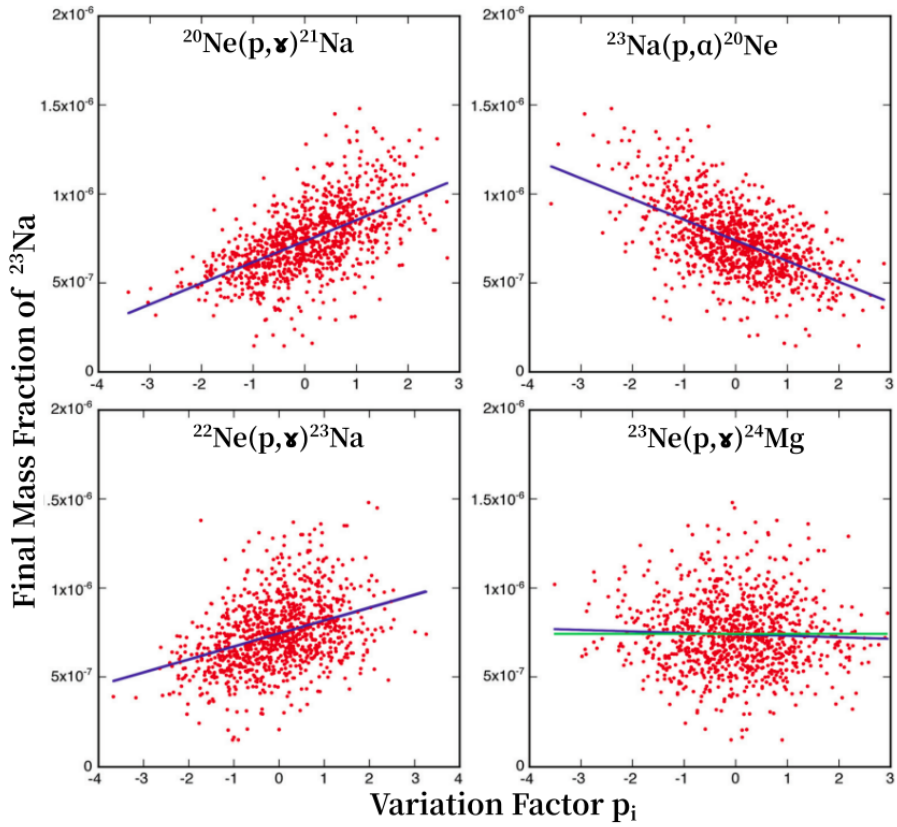 Final Mass Fraction of ²³Na
²⁰Ne(p,ɣ)²¹Na
2x10⁻⁶
1.5x10⁻⁶
1x10⁻⁶
5x10⁻⁷
0
-4 -3 -2 -1 0 1 2 3
²³Na(p,α)²⁰Ne
2x10⁻⁶
1.5x10⁻⁶
1x10⁻⁶
5x10⁻⁷
0
-4 -3 -2 -1 0 1 2 3
²²Ne(p,ɣ)²³Na
2x10⁻⁶
1.5x10⁻⁶
1x10⁻⁶
5x10⁻⁷
0
-4 -3 -2 -1 0 1 2 3 4
²³Ne(p,ɣ)²⁴Mg
2x10⁻⁶
1.5x10⁻⁶
1x10⁻⁶
5x10⁻⁷
0
-4 -3 -2 -1 0 1 2 3
Variation Factor pᵢ